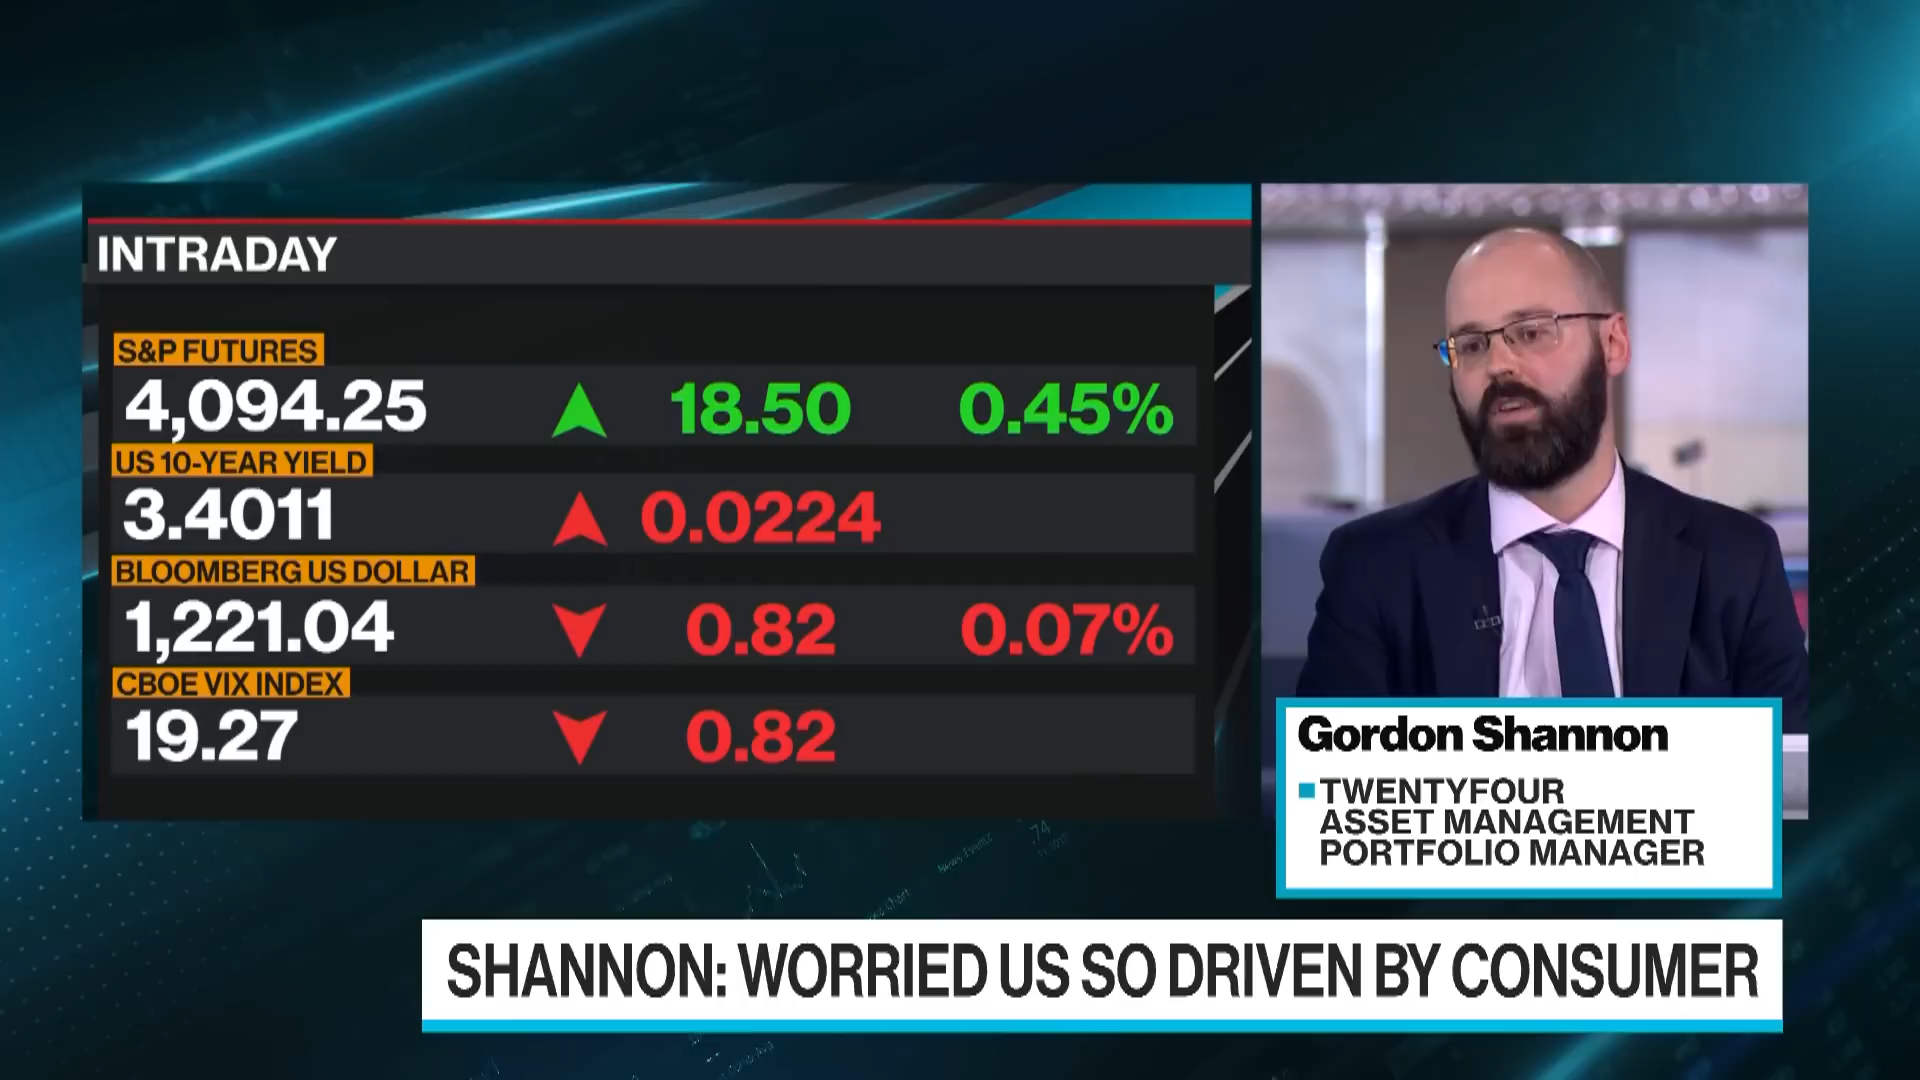 INTRADAY
S&P FUTURES
4,094.25 18.50 0.45%
US 10-YEAR YIELD
3.4011 0.0224
BLOOMBERG US DOLLAR
1,221.04 0.82 0.07%
CBOE VIX INDEX
19.27 0.82
Gordon Shannon
TWENTYFOUR
ASSET MANAGEMENT
PORTFOLIO MANAGER
74
SHANNON: WORRIED US SO DRIVEN BY CONSUMER